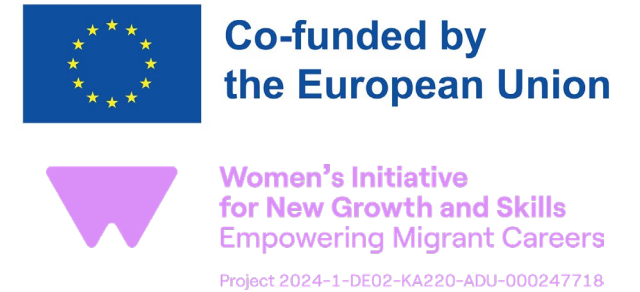 Co-funded by
the European Union
Women's Initiative
for New Growth and Skills
Empowering Migrant Careers
Project 2024-1-DE02-KA220-ADU-000247718